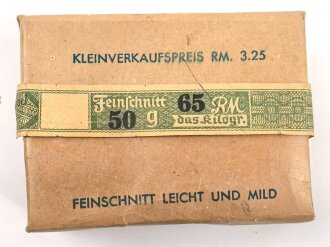 KLEINVERKAUFSPREIS RM. 3.25
Feinschnitt 65 RM
50 g das Kilogr.
FEINSCHNITT LEICHT UND MILD